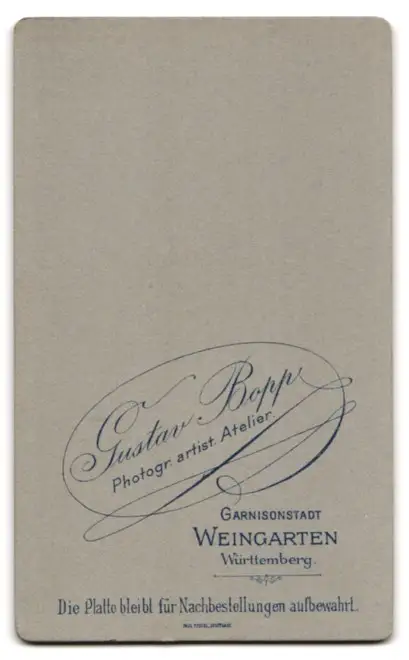 Gustav Bopp
Photogr. artist. Atelier.
GARNISONSTADT
WEINGARTEN
Württemberg.
Die Platte bleibt für Nachbestellungen aufbewahrt.